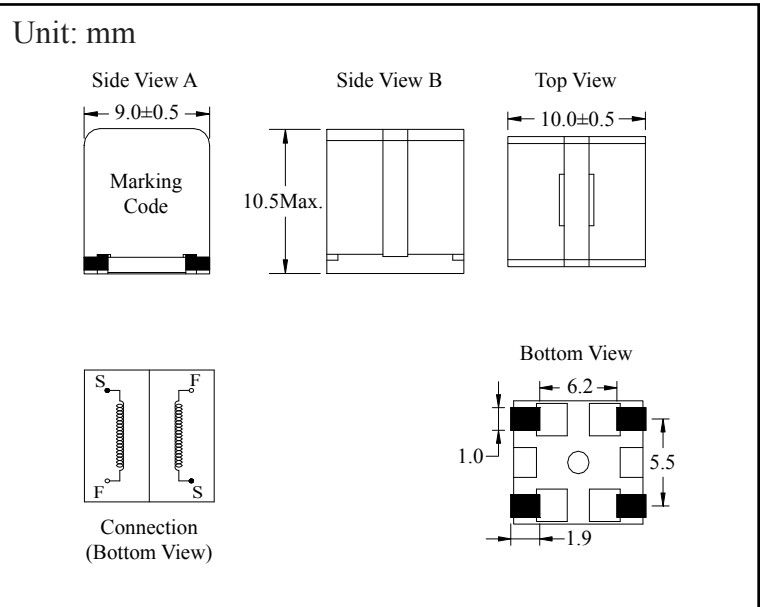 Unit: mm
Side View A
Side View B
Top View
9.0±0.5
10.0±0.5
Marking
Code
10.5Max.
Bottom View
S
F
6.2
1.0
5.5
F
S
1.9
Connection
(Bottom View)